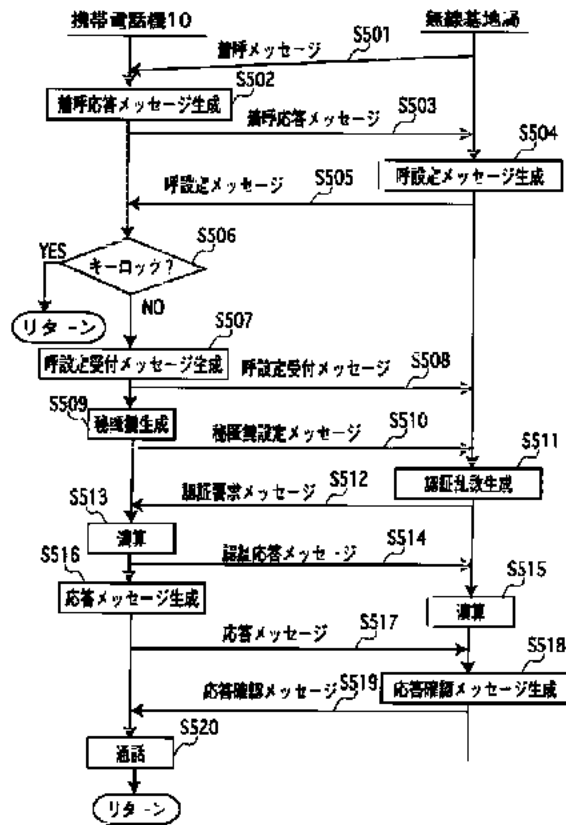 携帯電話機10
無線基地局
着呼メッセージ
S501
S502
着呼応答メッセージ生成
着呼応答メッセージ
S503
S504
呼設定メッセージ生成
呼設定メッセージ
S505
S506
YES
キーロック?
リターン
NO
S507
呼設定受付メッセージ生成
呼設定受付メッセージ
S508
S509
秘匿鍵生成
秘匿鍵設定メッセージ
S510
S511
認証乱数生成
認証要求メッセージ
S512
S513
演算
認証応答メッセージ
S514
S515
演算
S516
応答メッセージ生成
応答メッセージ
S517
S518
応答確認メッセージ生成
応答確認メッセージ
S519
S520
通話
リターン